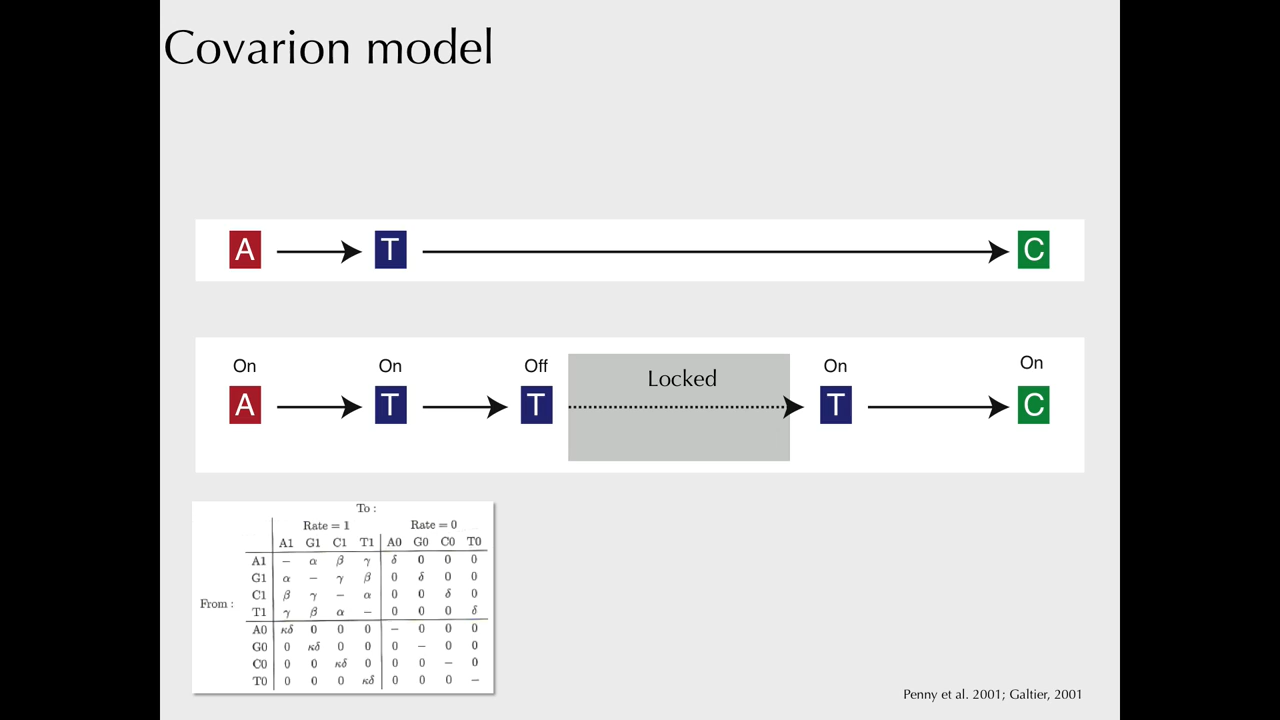 Covarion model
A T C
On On Off On On
Locked
A T T T C
To :
Rate = 1 Rate = 0
A1 G1 C1 T1 A0 G0 C0 T0
A1 – α β γ δ 0 0 0
G1 α – γ β 0 δ 0 0
C1 β γ – α 0 0 δ 0
From : T1 γ β α – 0 0 0 δ
A0 κδ 0 0 0 – 0 0 0
G0 0 κδ 0 0 0 – 0 0
C0 0 0 κδ 0 0 0 – 0
T0 0 0 0 κδ 0 0 0 –
Penny et al. 2001; Galtier, 2001